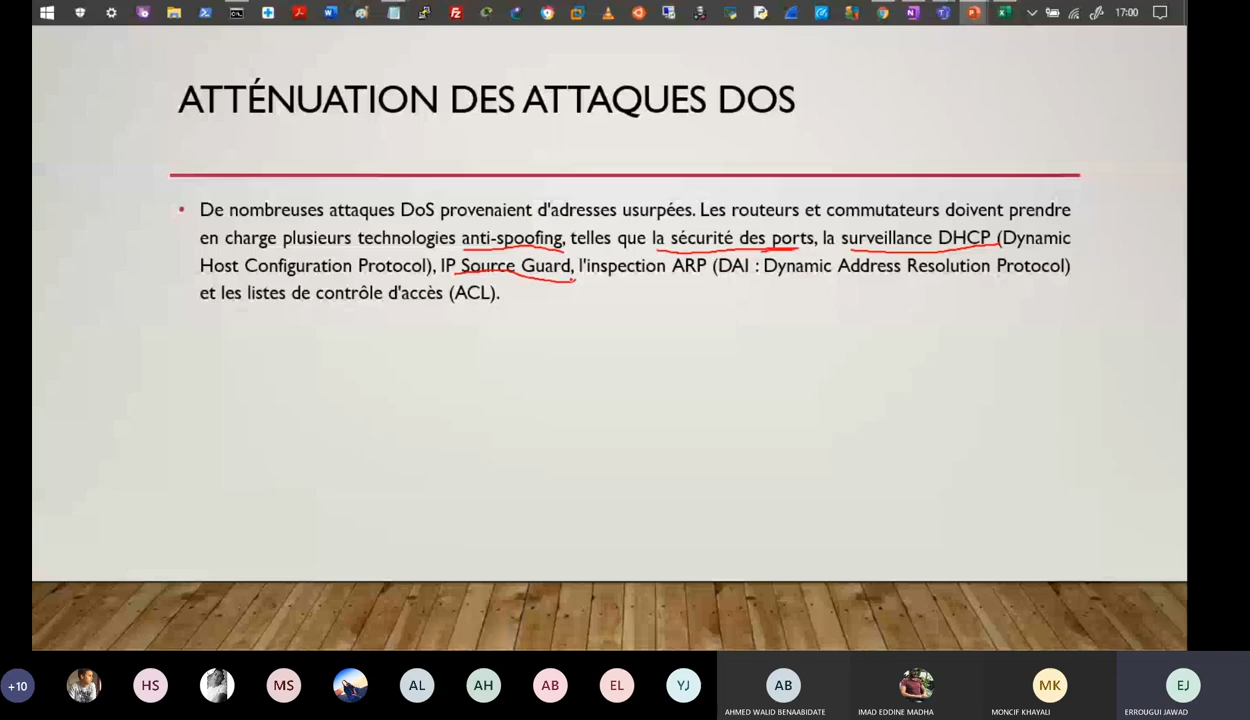 17:00
ATTÉNUATION DES ATTAQUES DOS
• De nombreuses attaques DoS provenaient d'adresses usurpées. Les routeurs et commutateurs doivent prendre
en charge plusieurs technologies anti-spoofing, telles que la sécurité des ports, la surveillance DHCP (Dynamic
Host Configuration Protocol), IP Source Guard, l'inspection ARP (DAI : Dynamic Address Resolution Protocol)
et les listes de contrôle d'accès (ACL).
+10 HS MS AL AH AB EL YJ AB MK EJ
AHMED WALID BENAABIDATE IMAD EDDINE MADHA MONCIF KHAYALI ERROUGUI JAWAD